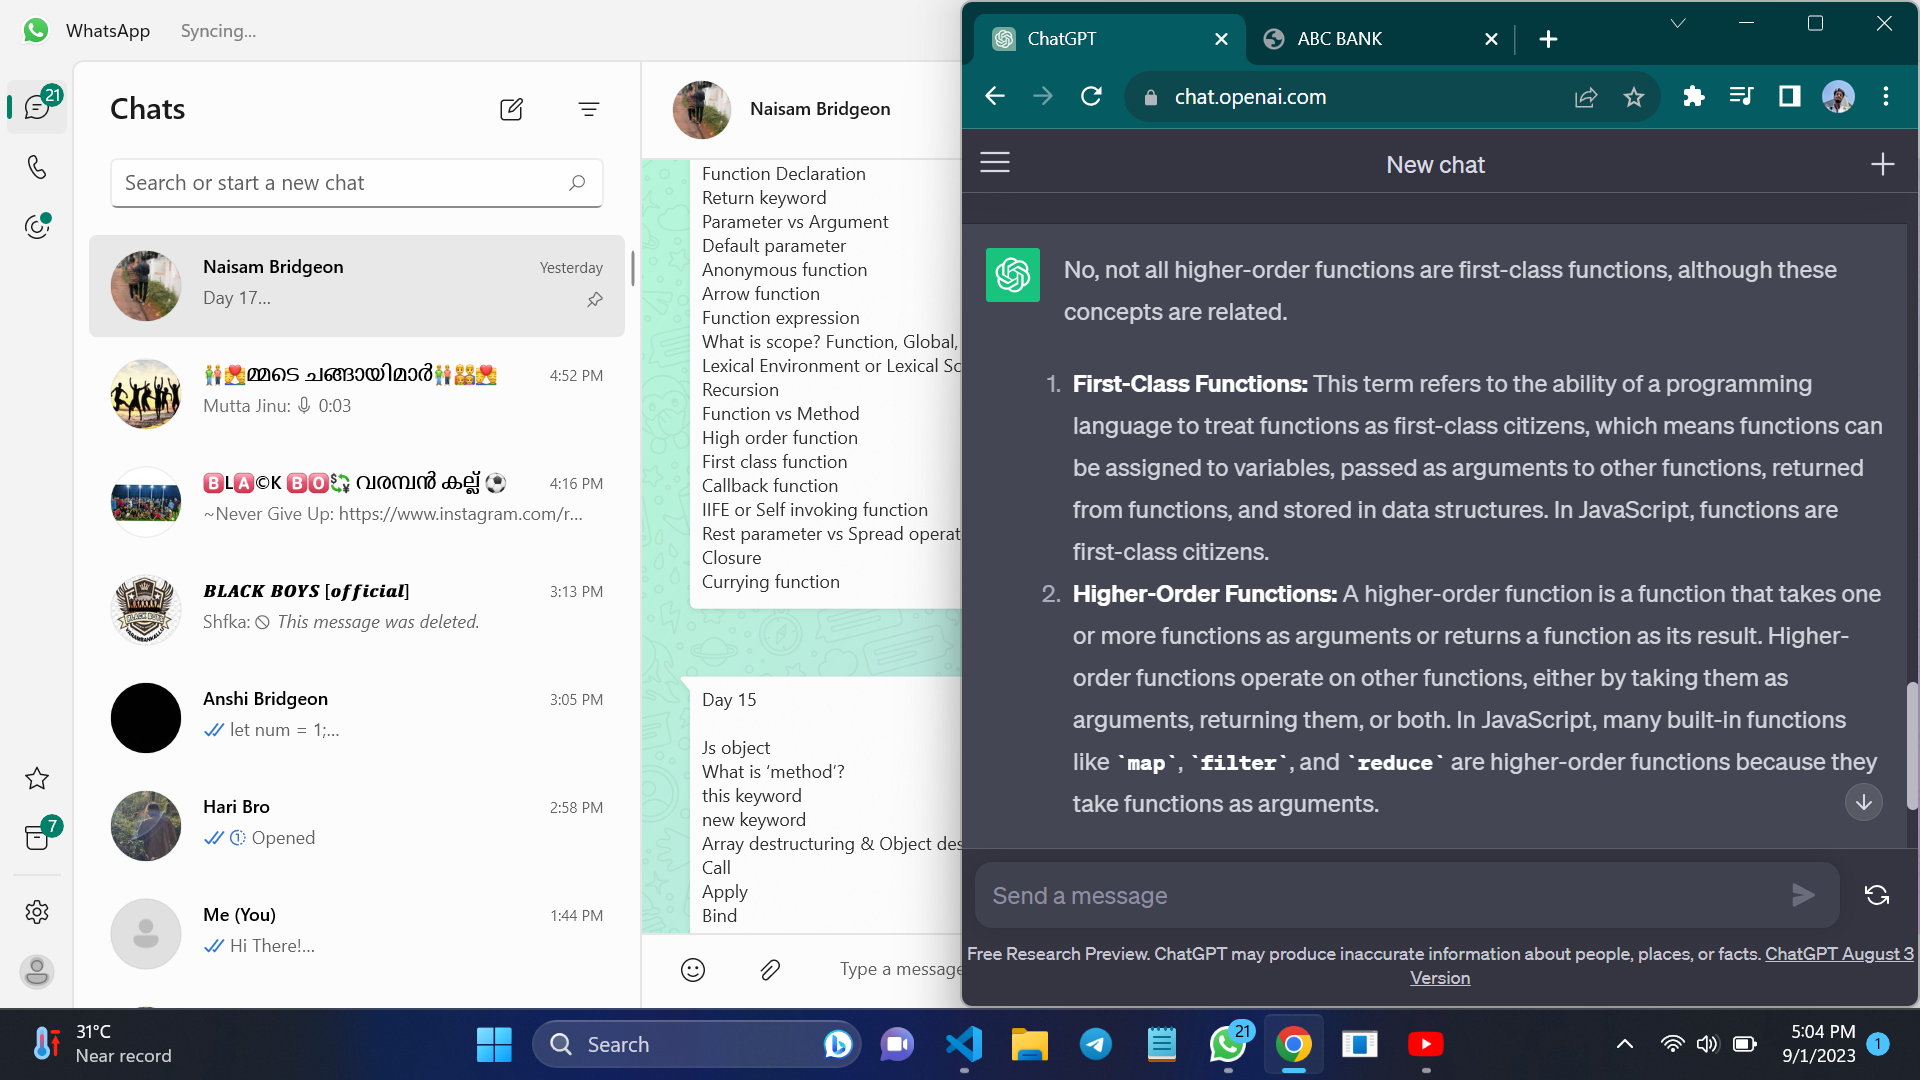 WhatsApp
Syncing...
21
Chats
Search or start a new chat
Naisam Bridgeon
Yesterday
Day 17...
മ്മടെ ചങ്ങായിമാർ
4:52 PM
Mutta Jinu: 0:03
🅱L🅰©K 🅱🅾💱 വരമ്പൻ കല്ല് ⚽
4:16 PM
~Never Give Up: https://www.instagram.com/r...
BLACK BOYS [official]
3:13 PM
Shfka: This message was deleted.
Anshi Bridgeon
3:05 PM
let num = 1;...
Hari Bro
2:58 PM
Opened
7
Me (You)
1:44 PM
Hi There!...
Naisam Bridgeon
Function Declaration
Return keyword
Parameter vs Argument
Default parameter
Anonymous function
Arrow function
Function expression
What is scope? Function, Global,
Lexical Environment or Lexical Sc
Recursion
Function vs Method
High order function
First class function
Callback function
IIFE or Self invoking function
Rest parameter vs Spread operat
Closure
Currying function
Day 15
Js object
What is ‘method’?
this keyword
new keyword
Array destructuring & Object des
Call
Apply
Bind
Type a message
ChatGPT
ABC BANK
chat.openai.com
New chat
No, not all higher-order functions are first-class functions, although these
concepts are related.
1. First-Class Functions: This term refers to the ability of a programming
language to treat functions as first-class citizens, which means functions can
be assigned to variables, passed as arguments to other functions, returned
from functions, and stored in data structures. In JavaScript, functions are
first-class citizens.
2. Higher-Order Functions: A higher-order function is a function that takes one
or more functions as arguments or returns a function as its result. Higher-
order functions operate on other functions, either by taking them as
arguments, returning them, or both. In JavaScript, many built-in functions
like `map`, `filter`, and `reduce` are higher-order functions because they
take functions as arguments.
Send a message
Free Research Preview. ChatGPT may produce inaccurate information about people, places, or facts. ChatGPT August 3
Version
31°C
Near record
Search
21
5:04 PM
9/1/2023
1